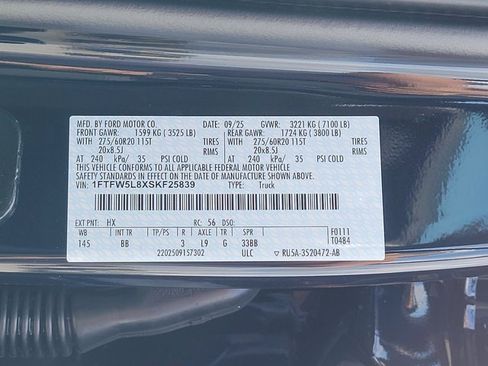 MFD. BY FORD MOTOR CO. 09/25 GVWR: 3221 KG ( 7100 LB)
FRONT GAWR: 1599 KG ( 3525 LB) REAR GAWR: 1724 KG ( 3800 LB)
WITH 275/60R20 115T TIRES WITH 275/60R20 115T TIRES
20x8.5J RIMS 20x8.5J RIMS
AT 240 kPa/ 35 PSI COLD AT 240 kPa/ 35 PSI COLD
THIS VEHICLE CONFORMS TO ALL APPLICABLE FEDERAL MOTOR VEHICLE
SAFETY STANDARDS IN EFFECT ON THE DATE OF MANUFACTURE SHOWN ABOVE.
VIN: 1FTFW5L8XSKF25839 TYPE: Truck
EXT PNT: HX RC: 56 DSO: F0111
WB INT TR TP/PS R AXLE TR SPR T0484
145 BB 3 L9 G 33BB
2202509157302 ULC ▽ RU5A-3520472-AB